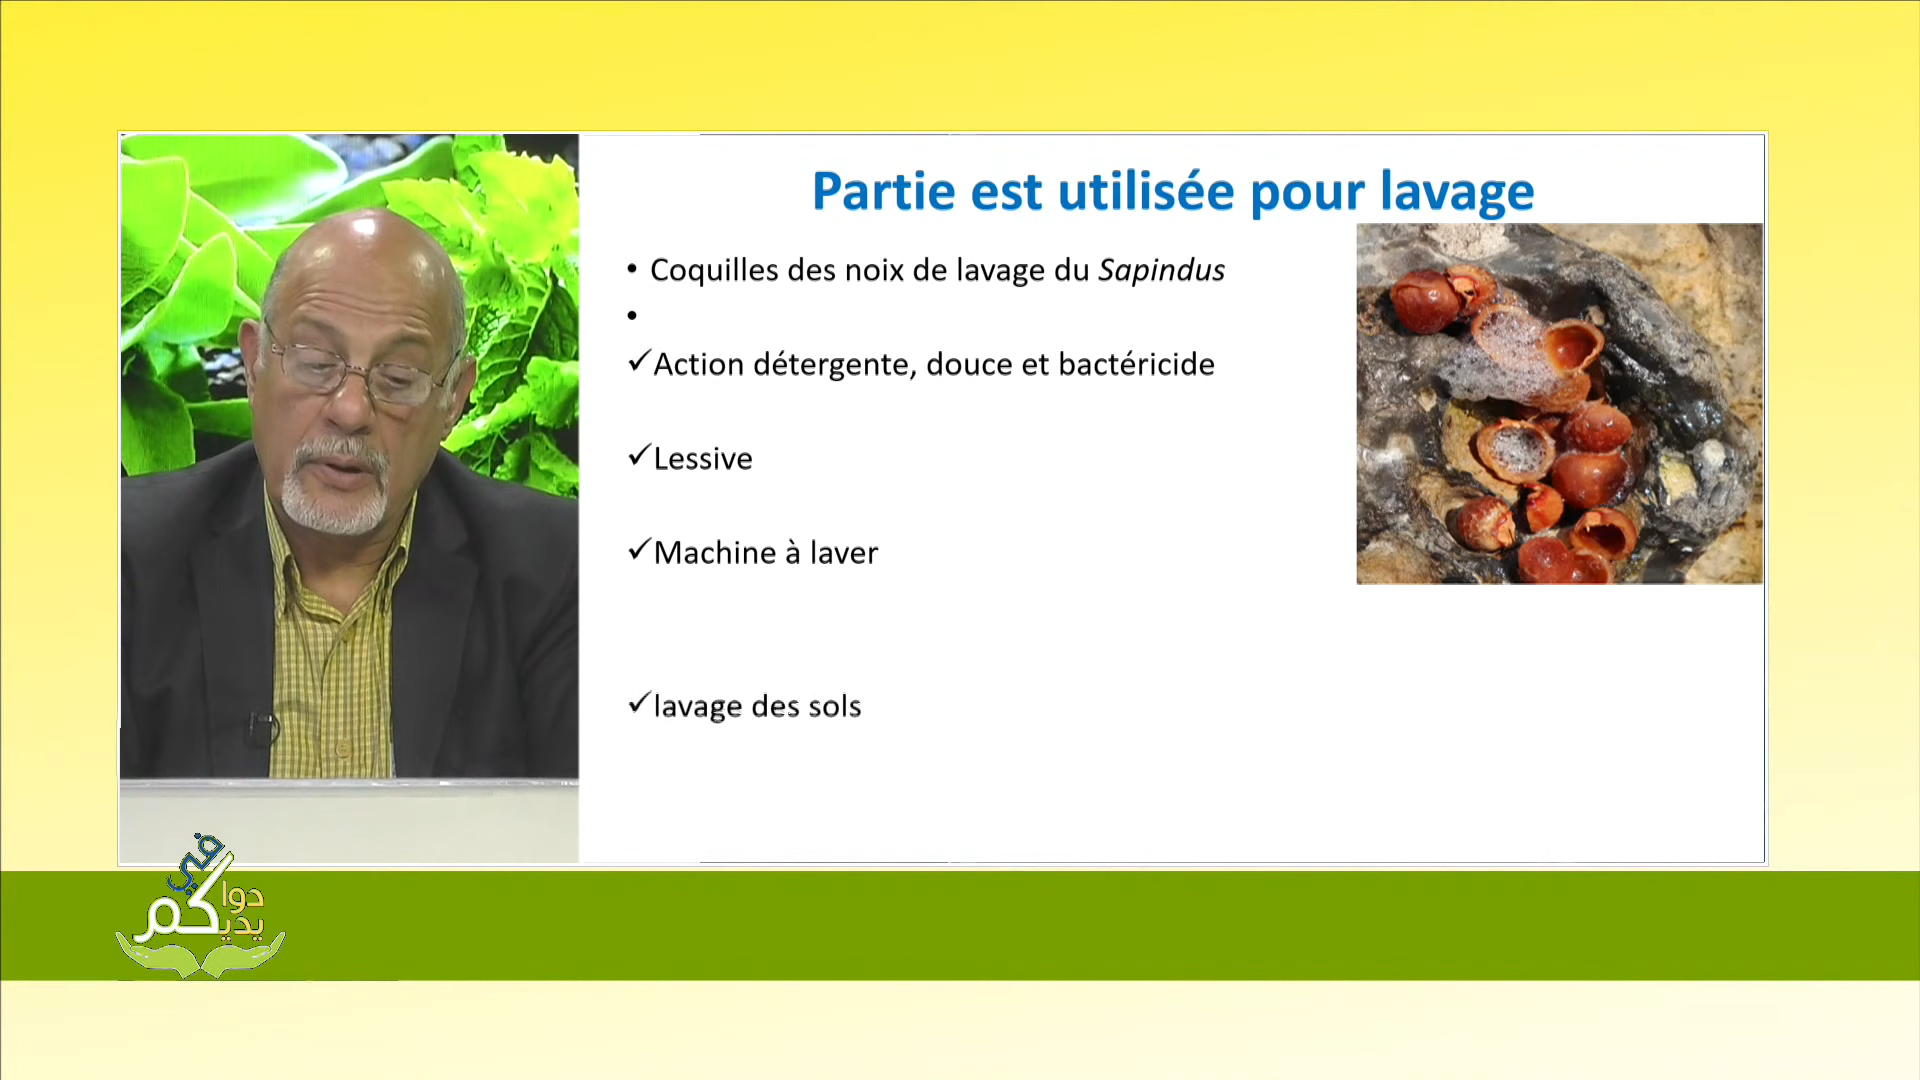 Partie est utilisée pour lavage
• Coquilles des noix de lavage du Sapindus
•
✓Action détergente, douce et bactéricide
✓Lessive
✓Machine à laver
✓lavage des sols
في
دوا
يديكم